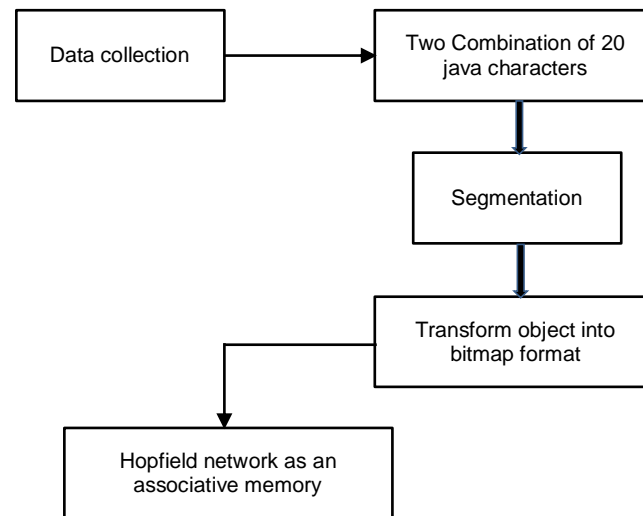 Data collection
Two Combination of 20
java characters
Segmentation
Transform object into
bitmap format
Hopfield network as an
associative memory